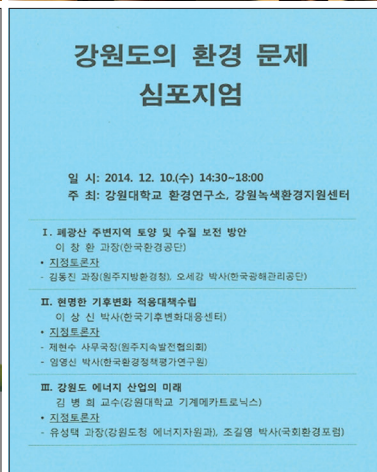 강원도의 환경 문제
심포지엄
일 시: 2014. 12. 10.(수) 14:30~18:00
주 최: 강원대학교 환경연구소, 강원녹색환경지원센터
Ⅰ. 폐광산 주변지역 토양 및 수질 보전 방안
이 창 환 과장(한국환경공단)
• 지정토론자
- 김동진 과장(원주지방환경청), 오세강 박사(한국광해관리공단)
Ⅱ. 현명한 기후변화 적응대책수립
이 상 신 박사(한국기후변화대응센터)
• 지정토론자
- 제현수 사무국장(원주지속발전협의회)
- 임영신 박사(한국환경정책평가연구원)
Ⅲ. 강원도 에너지 산업의 미래
김 병 희 교수(강원대학교 기계메카트로닉스)
• 지정토론자
- 유성택 과장(강원도청 에너지자원과), 조길영 박사(국회환경포럼)